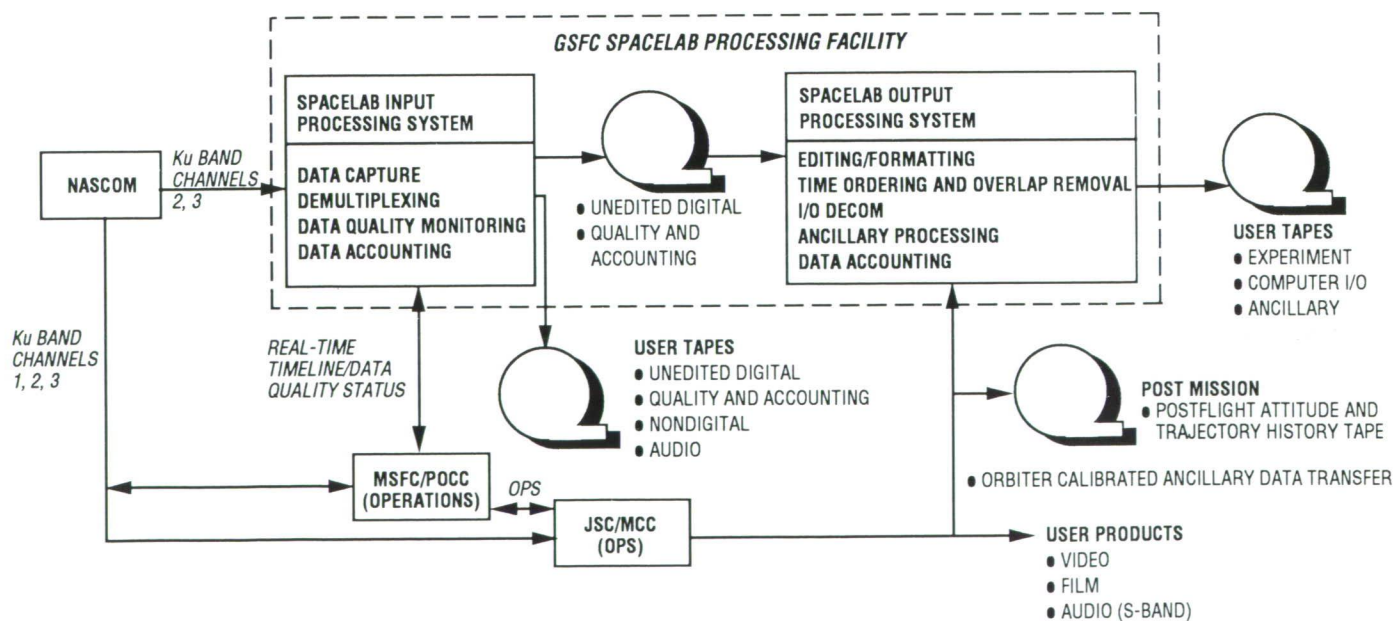 GSFC SPACELAB PROCESSING FACILITY
SPACELAB INPUT
PROCESSING SYSTEM
DATA CAPTURE
DEMULTIPLEXING
DATA QUALITY MONITORING
DATA ACCOUNTING
NASCOM
Ku BAND
CHANNELS
2, 3
● UNEDITED DIGITAL
● QUALITY AND
ACCOUNTING
SPACELAB OUTPUT
PROCESSING SYSTEM
EDITING/FORMATTING
TIME ORDERING AND OVERLAP REMOVAL
I/O DECOM
ANCILLARY PROCESSING
DATA ACCOUNTING
USER TAPES
● EXPERIMENT
● COMPUTER I/O
● ANCILLARY
Ku BAND
CHANNELS
1, 2, 3
REAL-TIME
TIMELINE/DATA
QUALITY STATUS
USER TAPES
● UNEDITED DIGITAL
● QUALITY AND ACCOUNTING
● NONDIGITAL
● AUDIO
POST MISSION
● POSTFLIGHT ATTITUDE AND
TRAJECTORY HISTORY TAPE
● ORBITER CALIBRATED ANCILLARY DATA TRANSFER
MSFC/POCC
(OPERATIONS)
OPS
JSC/MCC
(OPS)
USER PRODUCTS
● VIDEO
● FILM
● AUDIO (S-BAND)